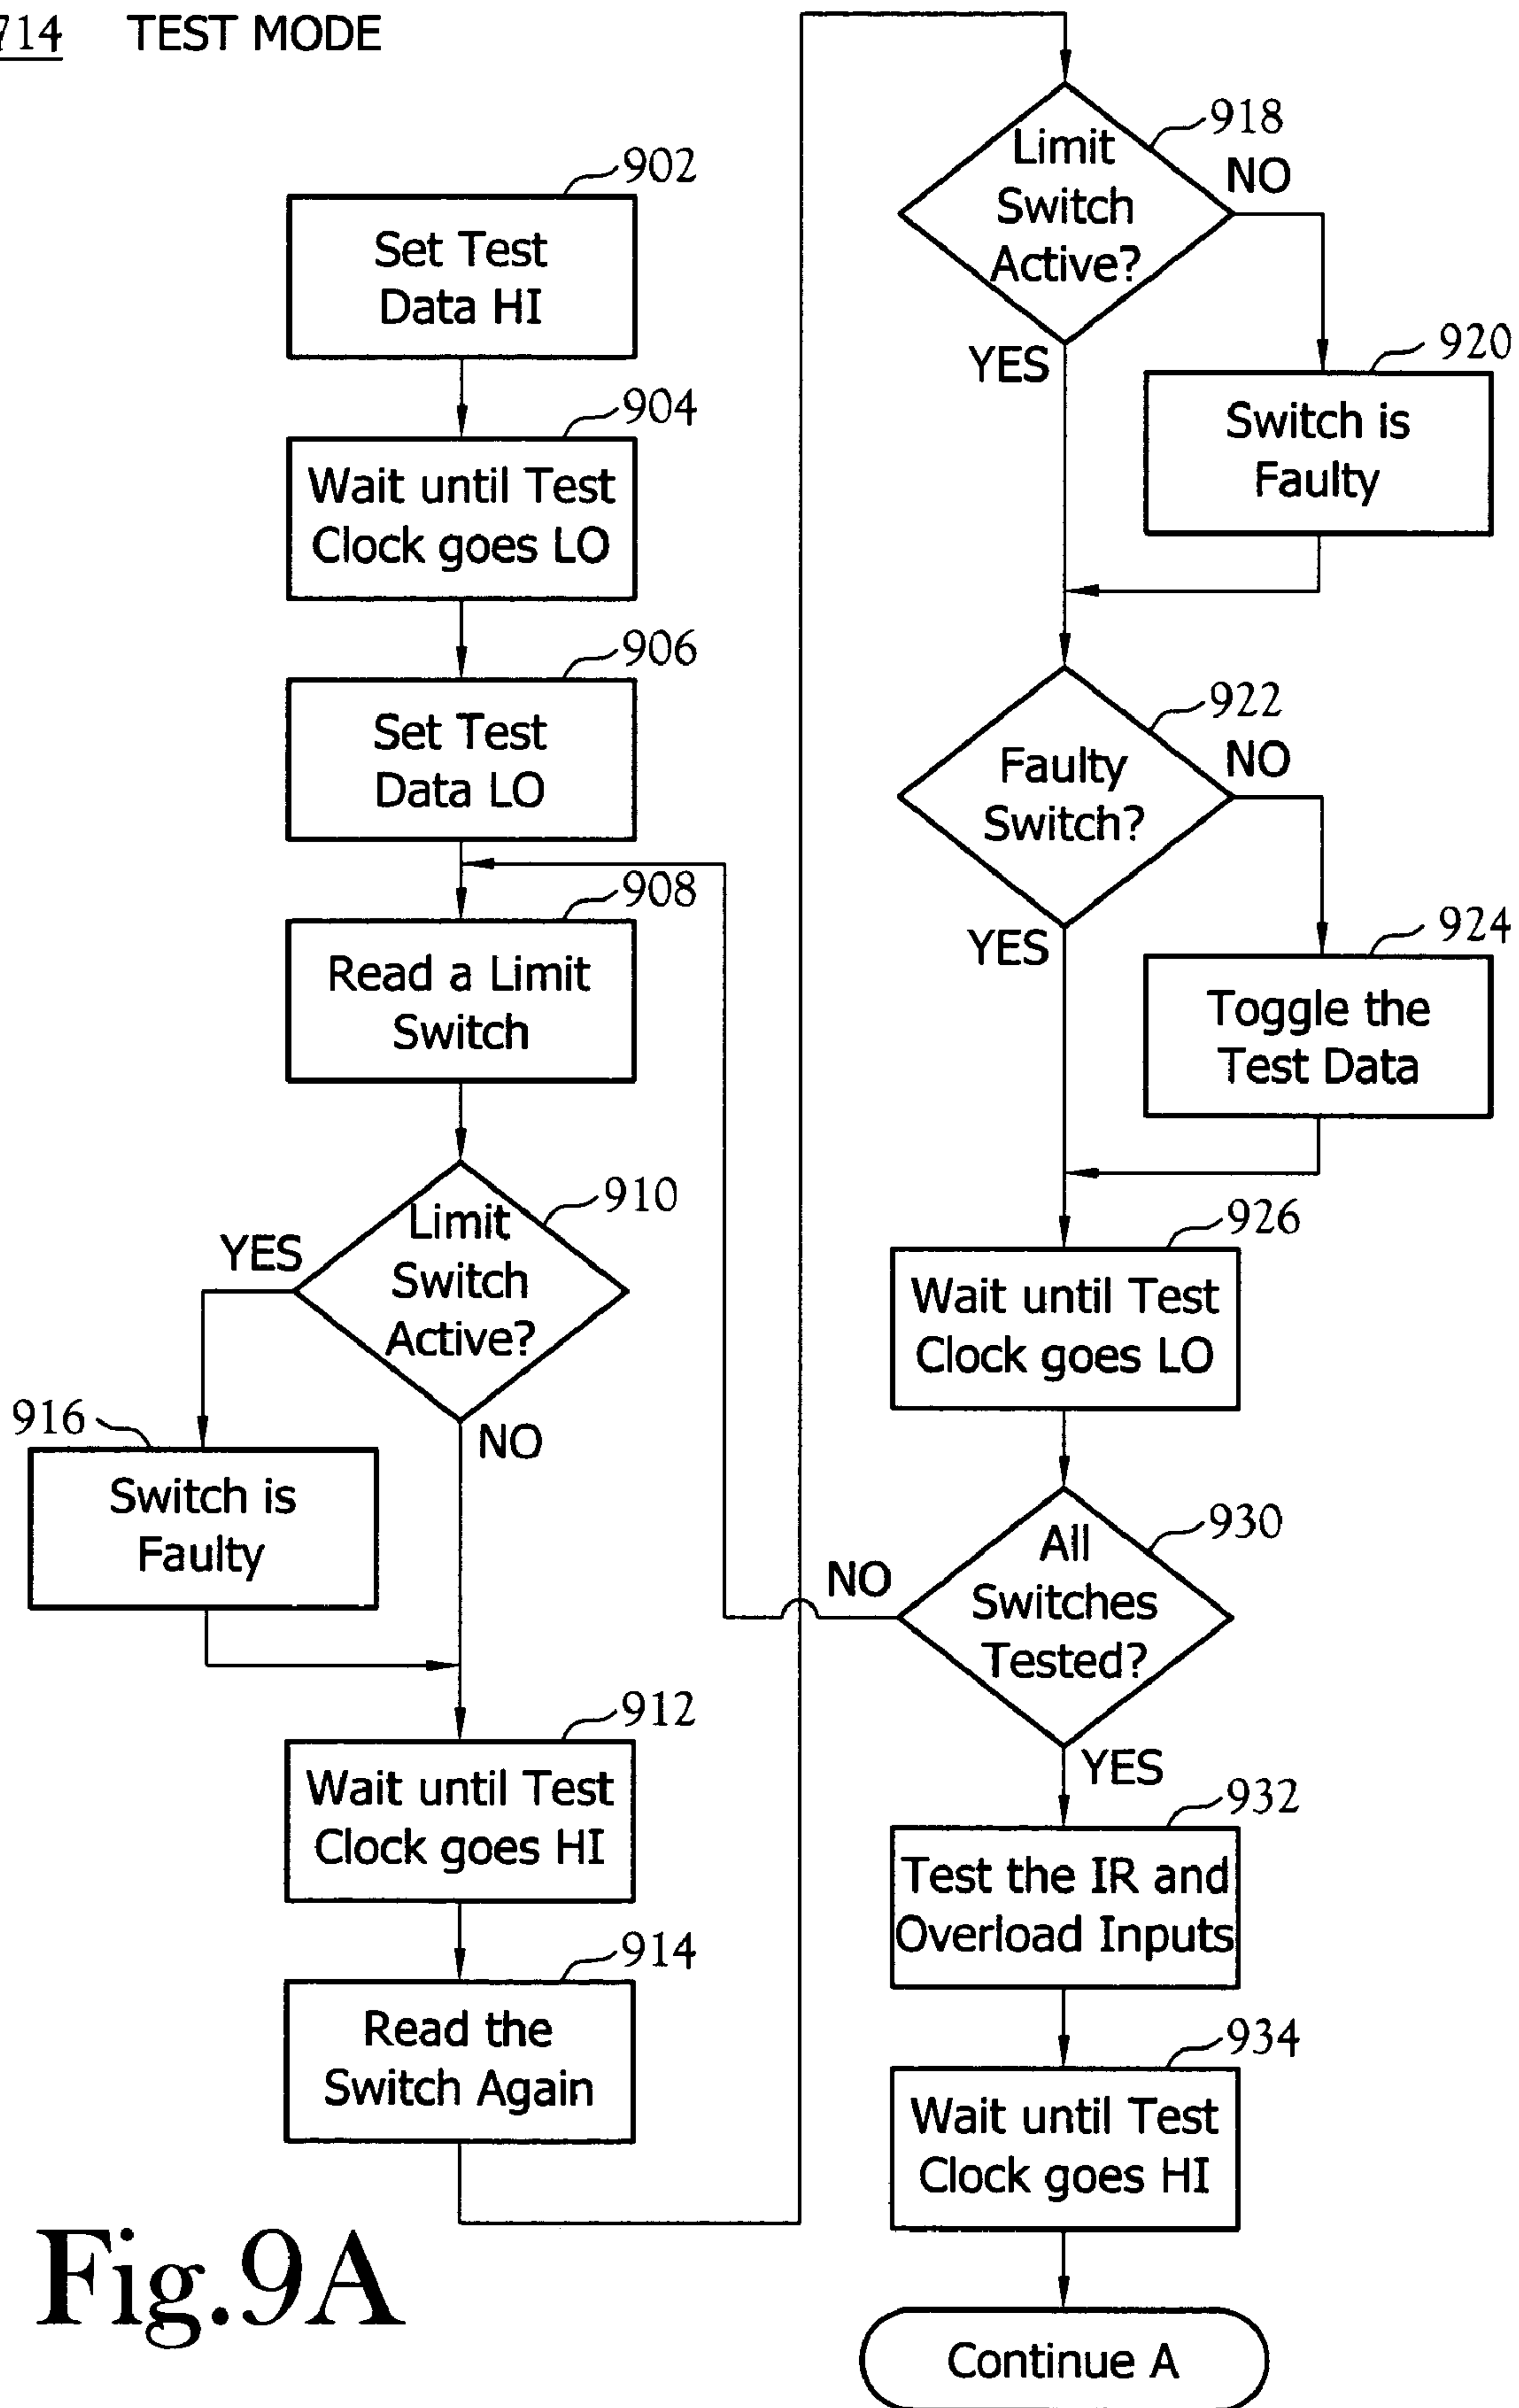 714 TEST MODE
902
Set Test
Data HI
904
Wait until Test
Clock goes LO
906
Set Test
Data LO
908
Read a Limit
Switch
910
Limit
Switch
Active?
YES
NO
916
Switch is
Faulty
912
Wait until Test
Clock goes HI
914
Read the
Switch Again
918
Limit
Switch
Active?
NO
YES
920
Switch is
Faulty
922
Faulty
Switch?
NO
YES
924
Toggle the
Test Data
926
Wait until Test
Clock goes LO
930
All
Switches
Tested?
NO
YES
932
Test the IR and
Overload Inputs
934
Wait until Test
Clock goes HI
Continue A
Fig.9A